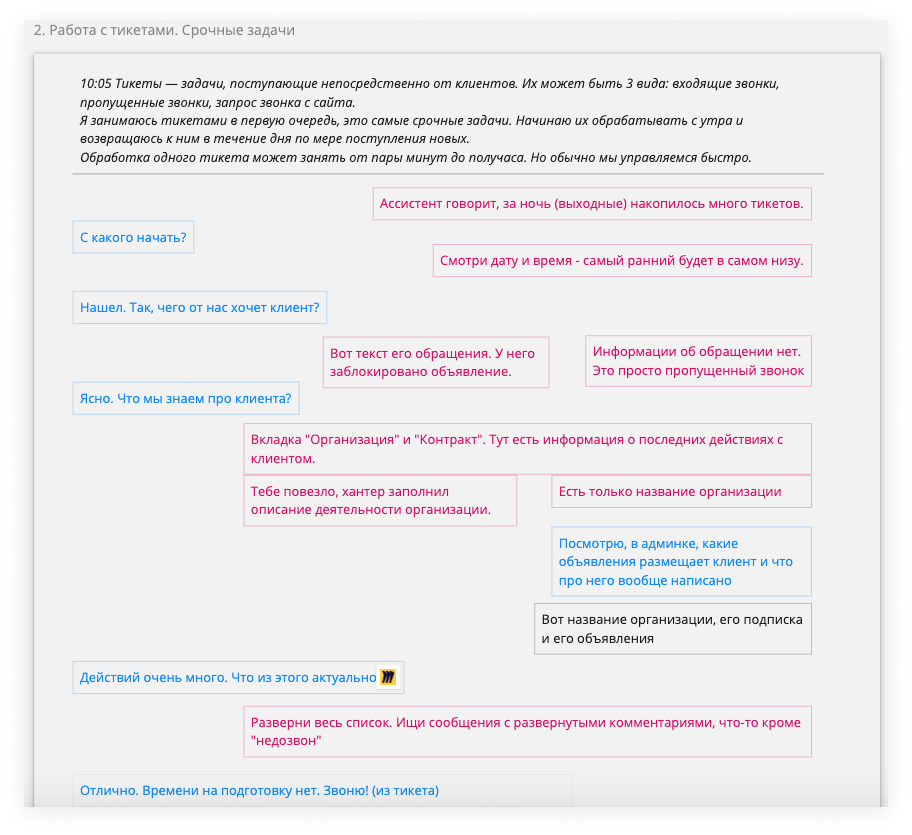 2. Работа с тикетами. Срочные задачи
10:05 Тикеты — задачи, поступающие непосредственно от клиентов. Их может быть 3 вида: входящие звонки,
пропущенные звонки, запрос звонка с сайта.
Я занимаюсь тикетами в первую очередь, это самые срочные задачи. Начинаю их обрабатывать с утра и
возвращаюсь к ним в течение дня по мере поступления новых.
Обработка одного тикета может занять от пары минут до получаса. Но обычно мы управляемся быстро.
Ассистент говорит, за ночь (выходные) накопилось много тикетов.
С какого начать?
Смотри дату и время - самый ранний будет в самом низу.
Нашел. Так, чего от нас хочет клиент?
Вот текст его обращения. У него
заблокировано объявление.
Информации об обращении нет.
Это просто пропущенный звонок
Ясно. Что мы знаем про клиента?
Вкладка "Организация" и "Контракт". Тут есть информация о последних действиях с
клиентом.
Тебе повезло, хантер заполнил
описание деятельности организации.
Есть только название организации
Посмотрю, в админке, какие
объявления размещает клиент и что
про него вообще написано
Вот название организации, его подписка
и его объявления
Действий очень много. Что из этого актуально
Разверни весь список. Ищи сообщения с развернутыми комментариями, что-то кроме
"недозвон"
Отлично. Времени на подготовку нет. Звоню! (из тикета)